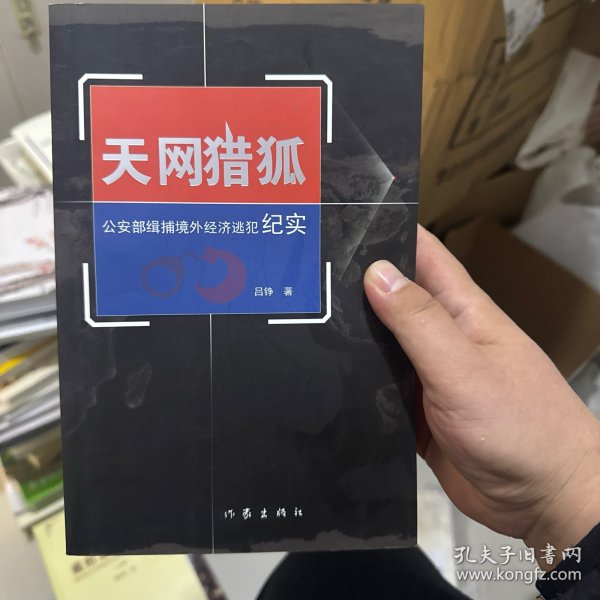 天网猎狐
公安部缉捕境外经济逃犯 纪实
吕铮 著
作家出版社
孔夫子旧书网
www.kongfz.com